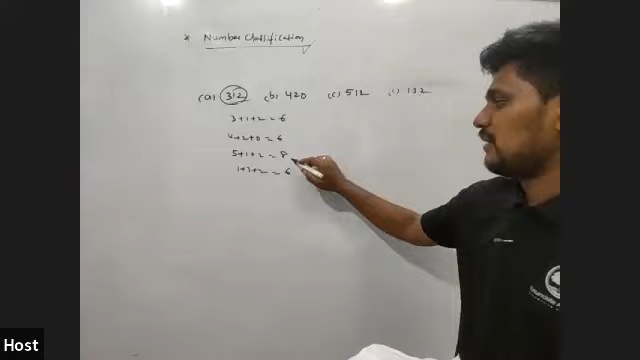 * Number Classification
(a) 312 (b) 420 (c) 512 (c) 132
3+1+2 = 6
4+2+0 = 6
5+1+2 = 8
1+3+2 = 6
Host